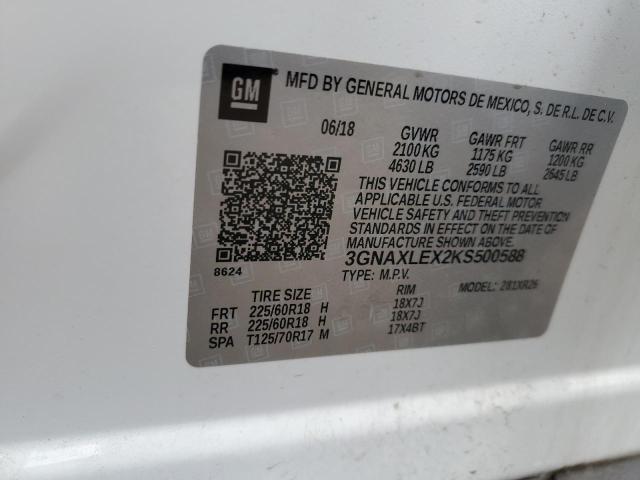 GM
MFD BY GENERAL MOTORS DE MEXICO, S. DE R.L. DE C.V.
06/18 GVWR GAWR FRT GAWR RR
2100 KG 1175 KG 1200 KG
4630 LB 2590 LB 2645 LB
THIS VEHICLE CONFORMS TO ALL
APPLICABLE U.S. FEDERAL MOTOR
VEHICLE SAFETY AND THEFT PREVENTION
STANDARDS IN EFFECT ON THE DATE OF
MANUFACTURE SHOWN ABOVE.
8624 3GNAXLEX2KS500588
TYPE: M.P.V. MODEL: 281XR26
TIRE SIZE RIM
FRT 225/60R18 H 18X7J
RR 225/60R18 H 18X7J
SPA T125/70R17 M 17X4BT